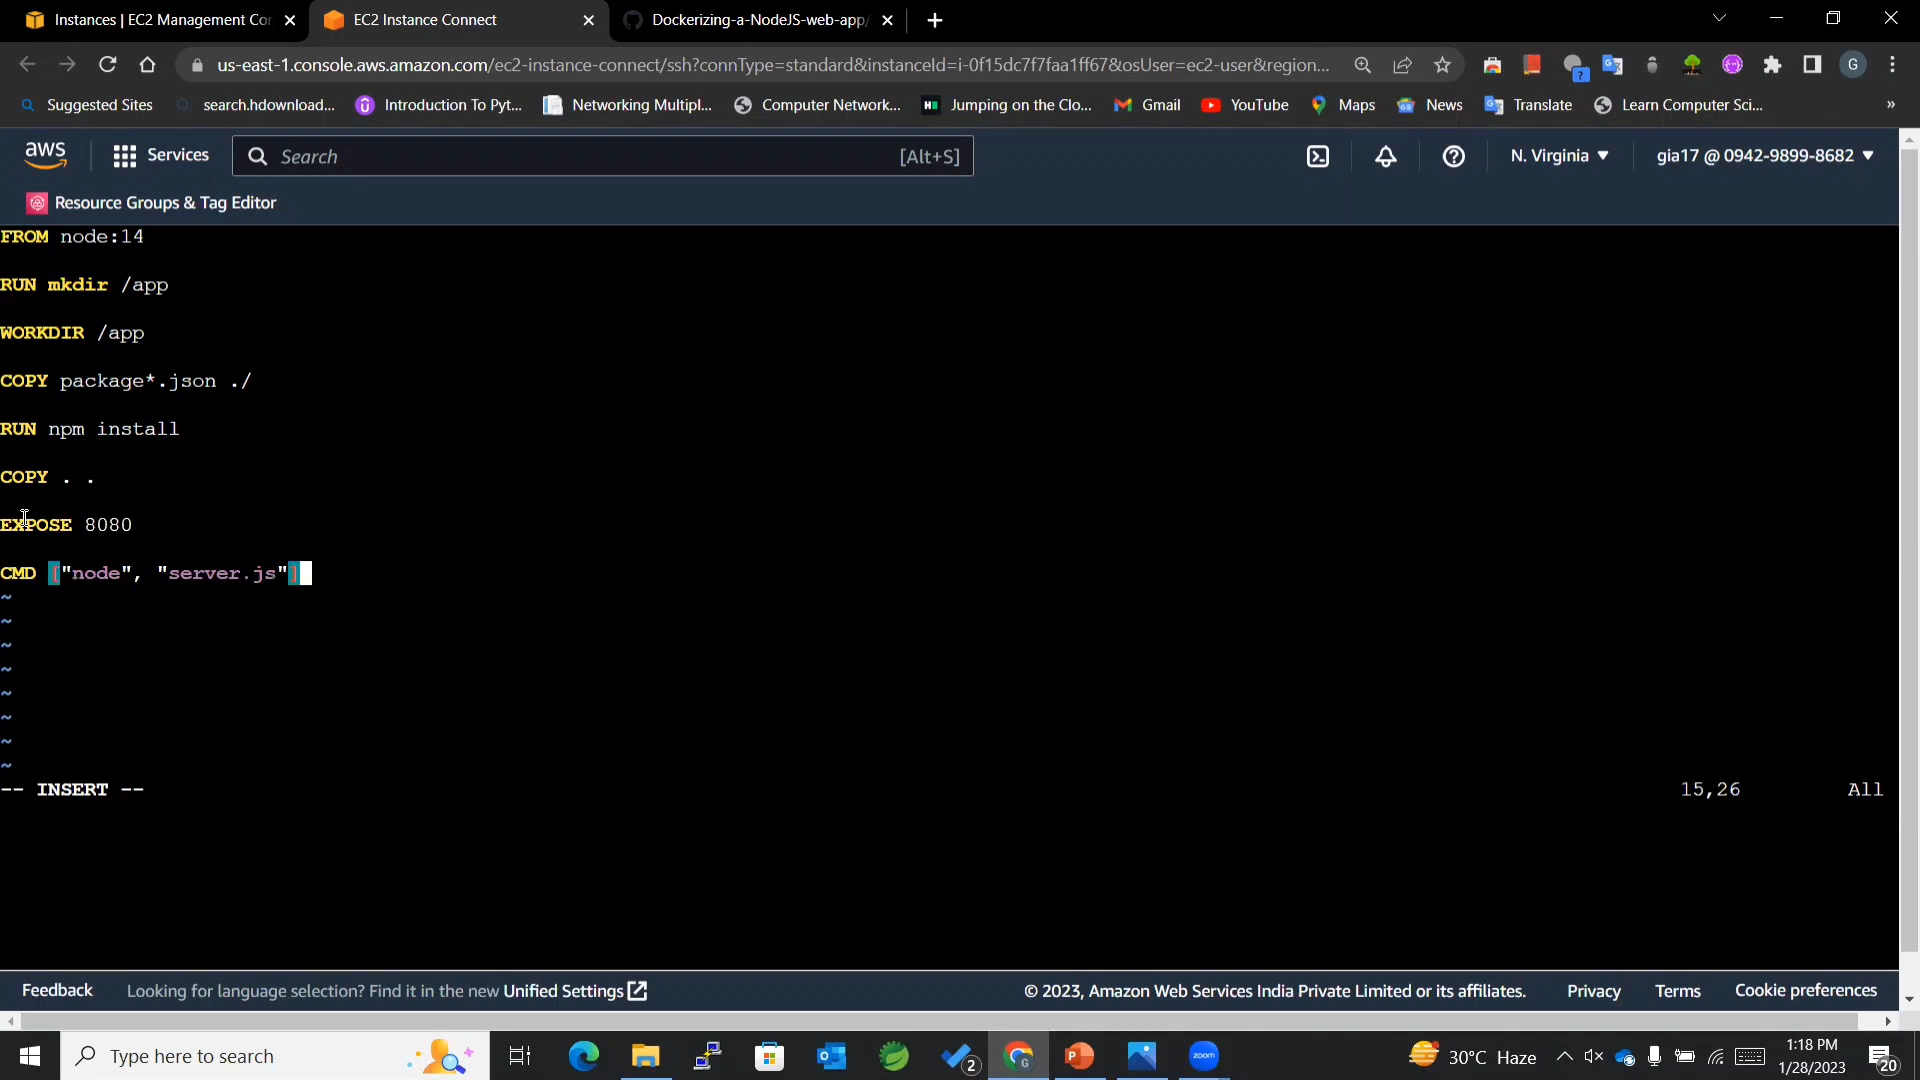 Instances | EC2 Management Co
EC2 Instance Connect
Dockerizing-a-NodeJS-web-app/
us-east-1.console.aws.amazon.com/ec2-instance-connect/ssh?connType=standard&instanceId=i-0f15dc7f7faa1ff67&osUser=ec2-user&region...
Suggested Sites
search.hdownload...
Introduction To Pyt...
Networking Multipl...
Computer Network...
Jumping on the Clo...
Gmail
YouTube
Maps
News
Translate
Learn Computer Sci...
»
aws
Services
Search
[Alt+S]
N. Virginia
gia17 @ 0942-9899-8682
Resource Groups & Tag Editor
FROM node:14
RUN mkdir /app
WORKDIR /app
COPY package*.json ./
RUN npm install
COPY . .
EXPOSE 8080
CMD ["node", "server.js"]
~
~
~
~
~
~
~
~
-- INSERT --
15,26
All
Feedback
Looking for language selection? Find it in the new Unified Settings
© 2023, Amazon Web Services India Private Limited or its affiliates.
Privacy
Terms
Cookie preferences
Type here to search
2
zoom
30°C Haze
1:18 PM
1/28/2023
20